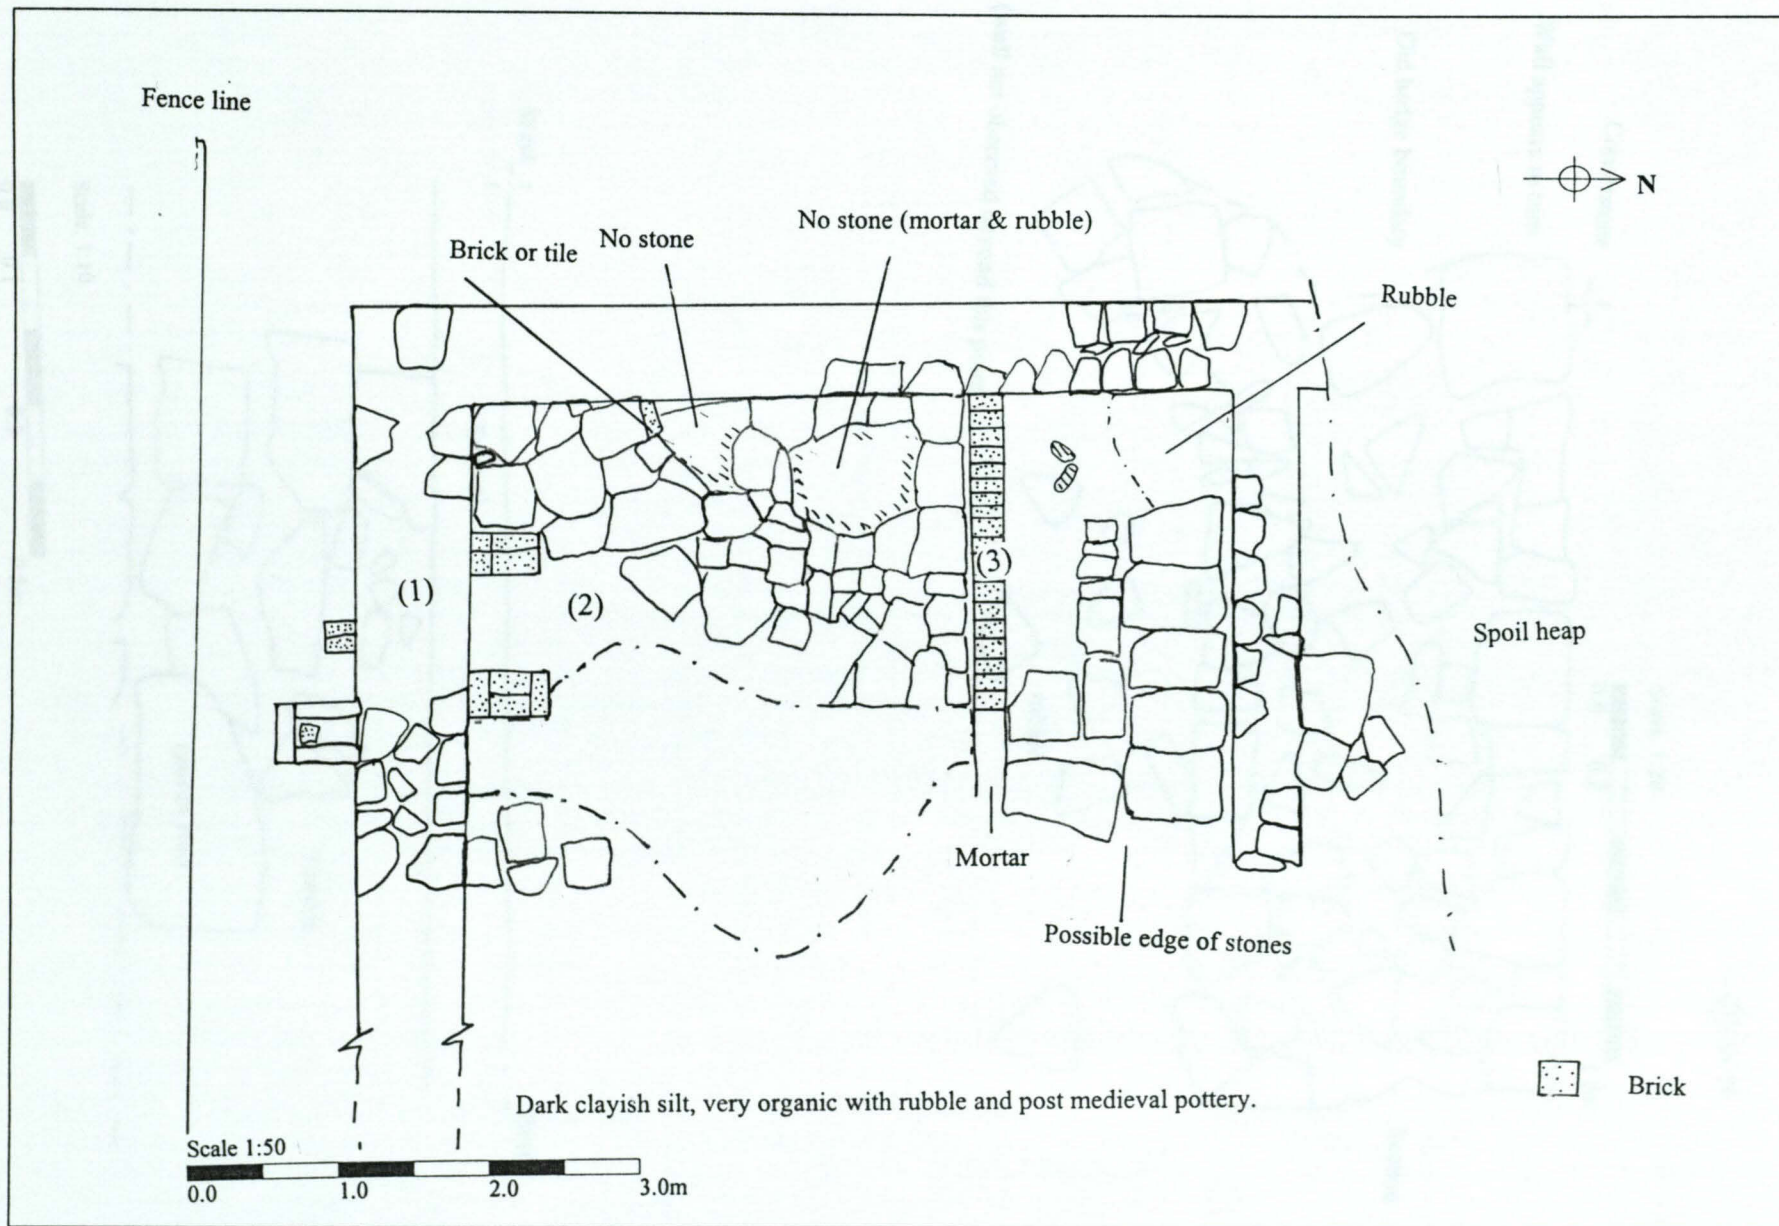 Fence line
N
No stone (mortar & rubble)
No stone
Brick or tile
Rubble
(1)
(2)
(3)
Spoil heap
Mortar
Possible edge of stones
Brick
Dark clayish silt, very organic with rubble and post medieval pottery.
Scale 1:50
0.0 1.0 2.0 3.0m